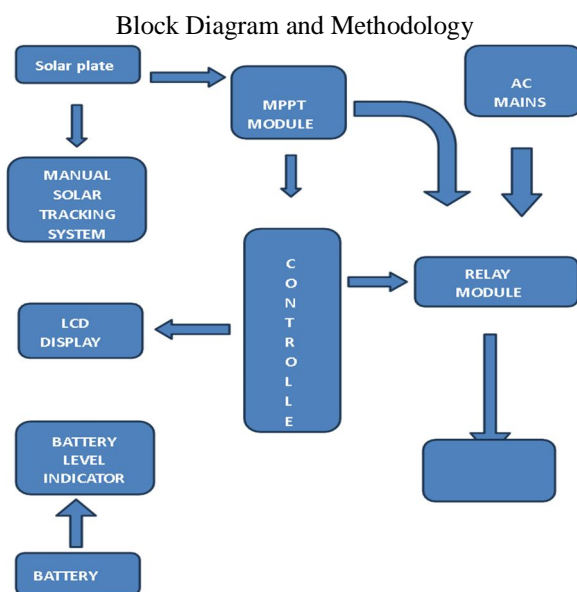 Block Diagram and Methodology
Solar plate
MPPT
MODULE
AC
MAINS
MANUAL
SOLAR
TRACKING
SYSTEM
C
O
N
T
R
O
L
L
E
RELAY
MODULE
LCD
DISPLAY
BATTERY
LEVEL
INDICATOR
BATTERY